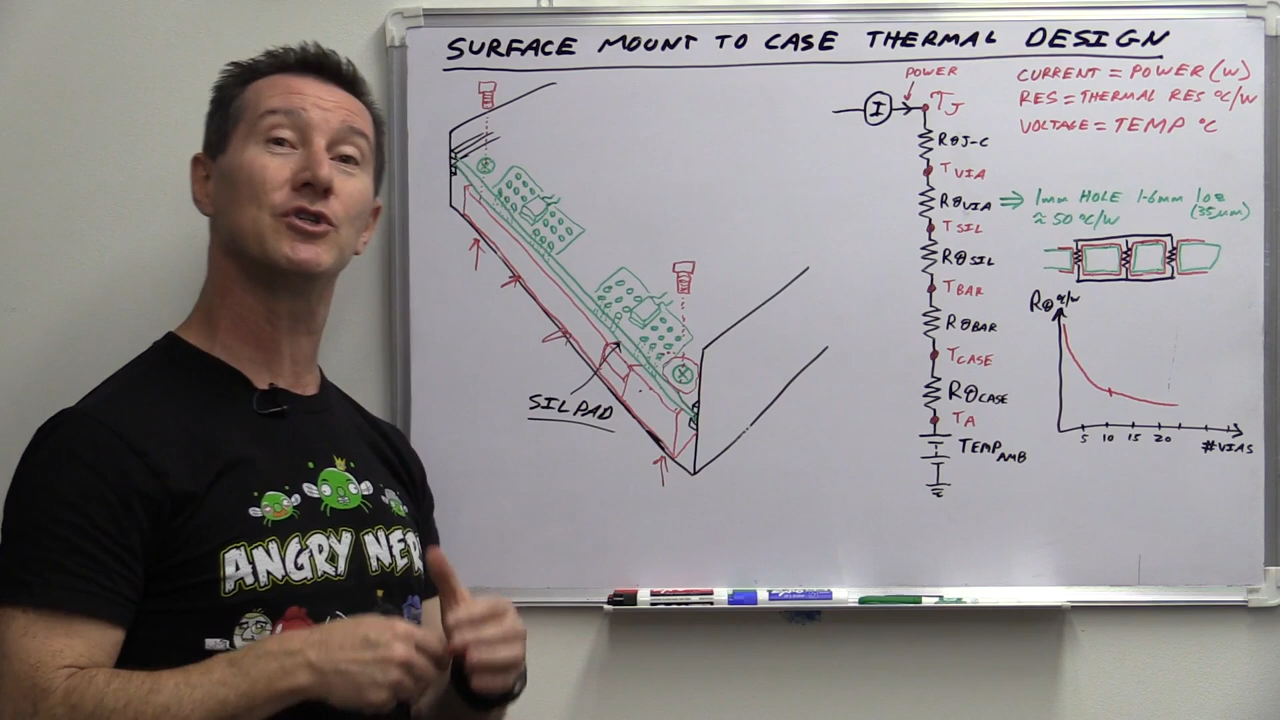 SURFACE MOUNT TO CASE THERMAL DESIGN
POWER
CURRENT = POWER (W)
I
TJ
RES = THERMAL RES °C/W
VOLTAGE = TEMP °C
RθJ-C
TVIA
RθVIA ⇒ 1mm HOLE 1.6mm 1oz
≈ 50°C/W (35µm)
TSIL
RθSIL
TBAR
RθBAR
TCASE
RθCASE
TA
TEMPAMB
Rθ °C/W
5 10 15 20
#VIAS
SILPAD
ANGRY NER